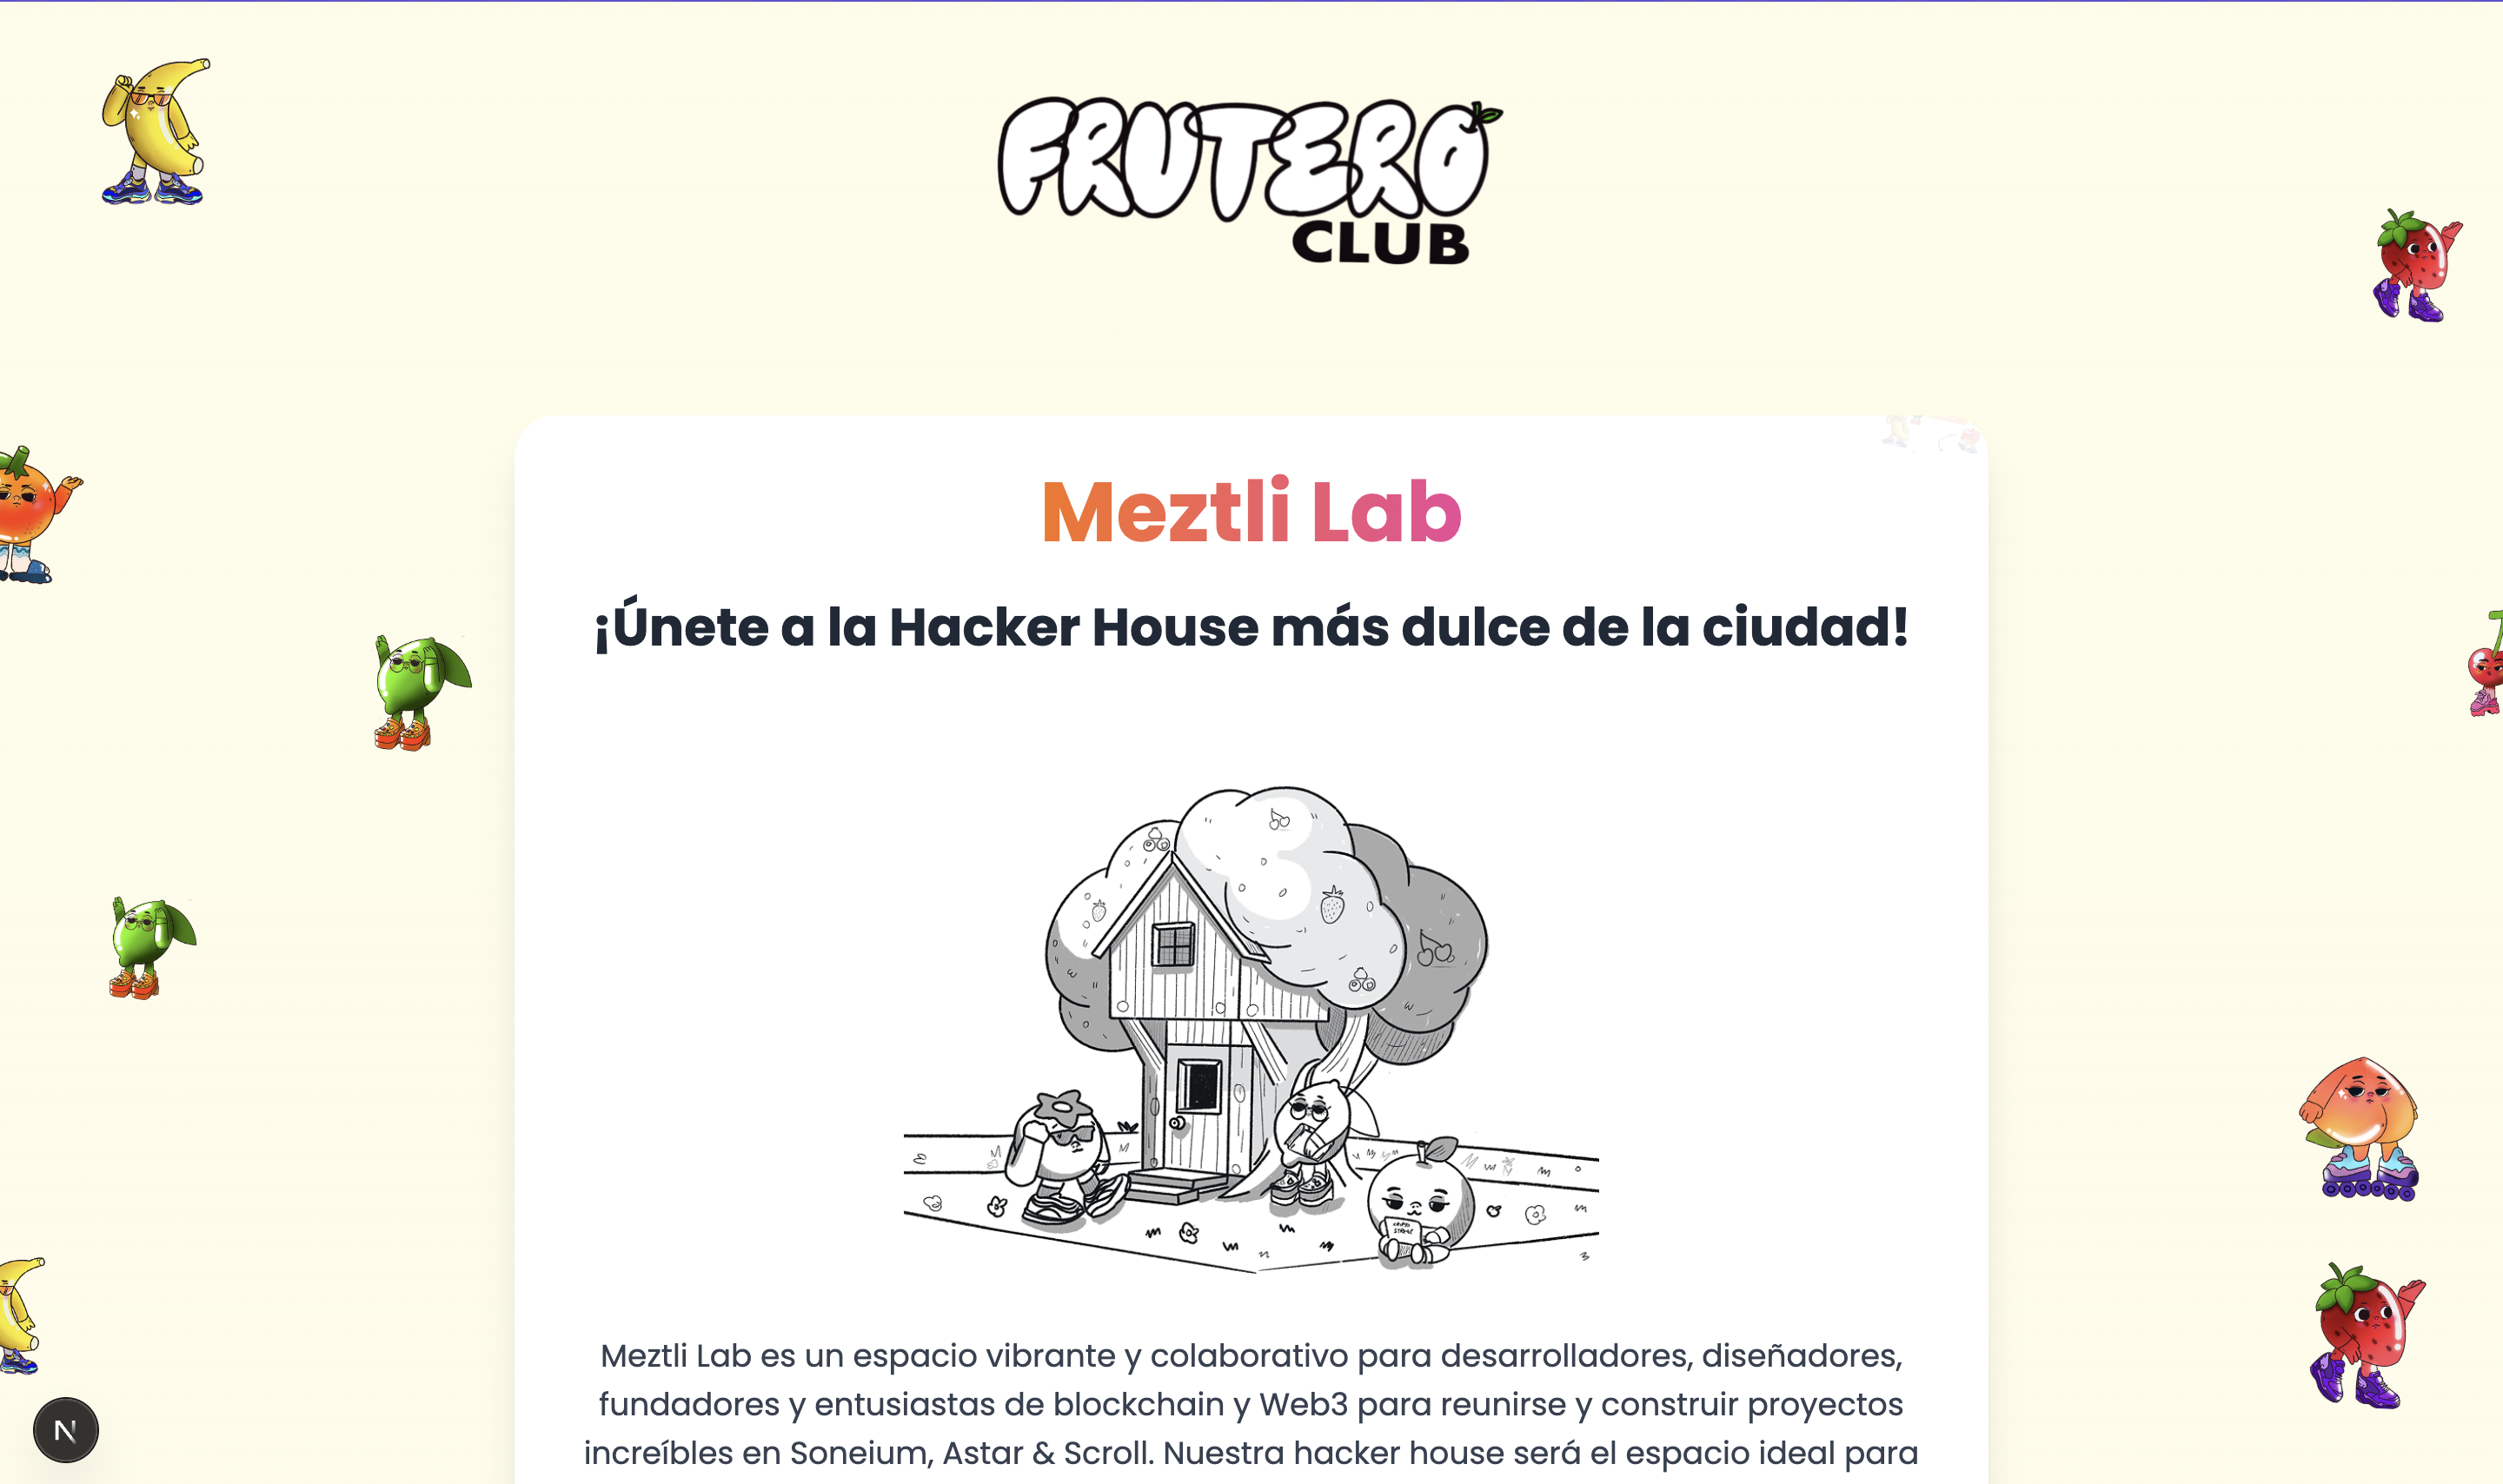 FRUTERO
CLUB
Meztli Lab
¡Únete a la Hacker House más dulce de la ciudad!
Meztli Lab es un espacio vibrante y colaborativo para desarrolladores, diseñadores,
fundadores y entusiastas de blockchain y Web3 para reunirse y construir proyectos
increíbles en Soneium, Astar & Scroll. Nuestra hacker house será el espacio ideal para
N